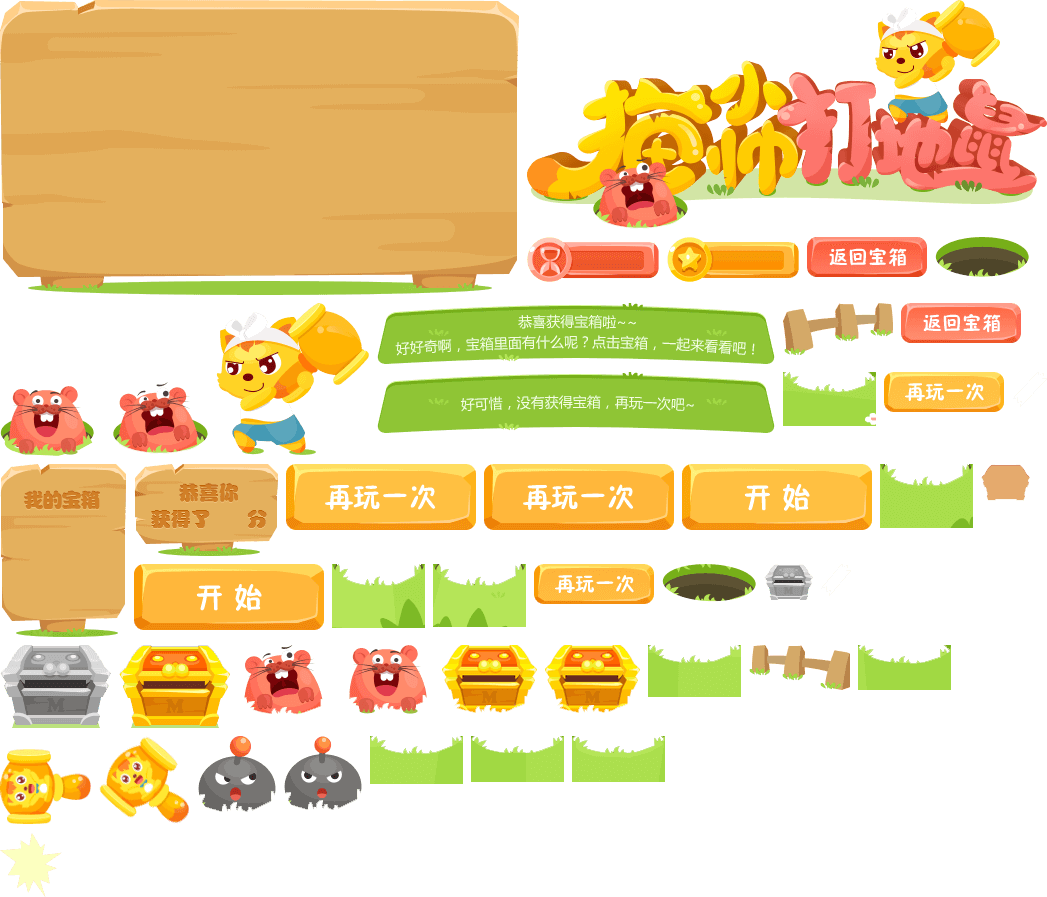 猫小帅打地鼠
返回宝箱
恭喜获得宝箱啦~~
好好奇啊，宝箱里面有什么呢？点击宝箱，一起来看看吧！
返回宝箱
好可惜，没有获得宝箱，再玩一次吧~
再玩一次
我的宝箱
恭喜你
获得了 分
再玩一次
再玩一次
开 始
开 始
再玩一次
M
M
M
M